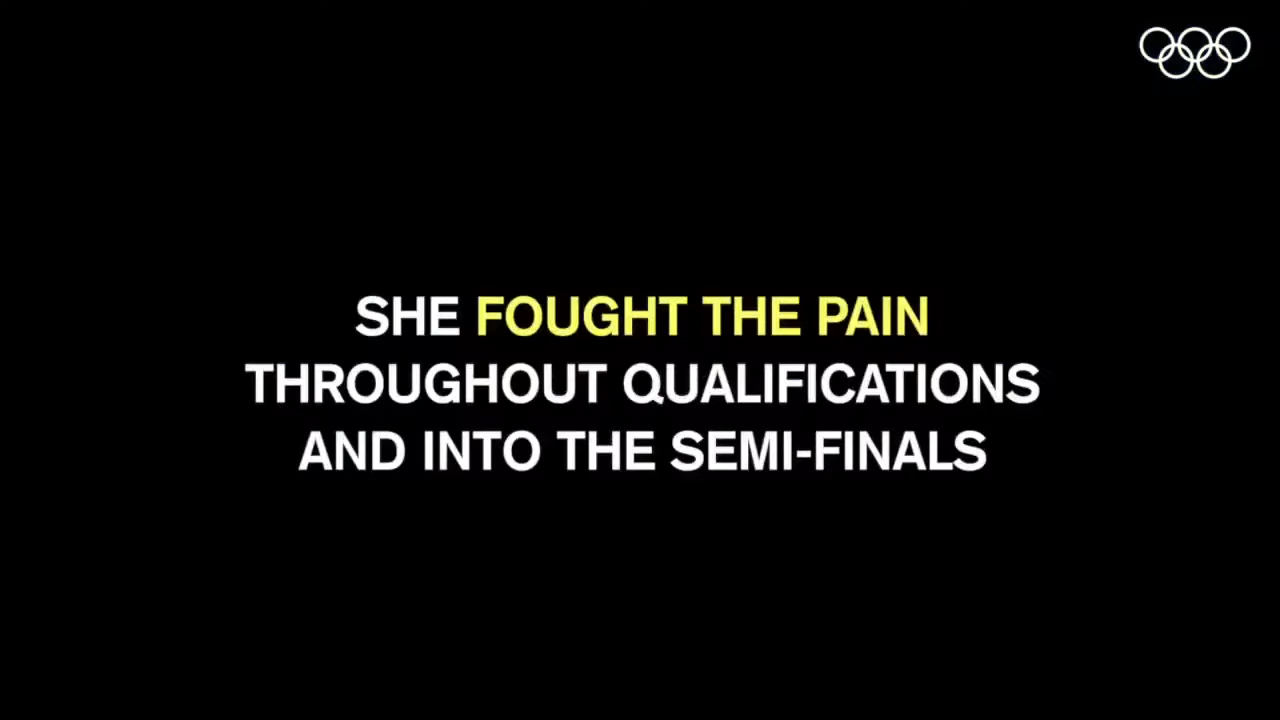 SHE FOUGHT THE PAIN
THROUGHOUT QUALIFICATIONS
AND INTO THE SEMI-FINALS